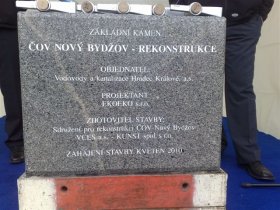 ZÁKLADNÍ KÁMEN
ČOV NOVÝ BYDŽOV - REKONSTRUKCE
OBJEDNATEL:
Vodovody a kanalizace Hradec Králové, a.s.
PROJEKTANT:
EKOEKO s.r.o.
ZHOTOVITEL STAVBY:
Sdružení pro rekonstrukci ČOV Nový Bydžov
VCES a.s. - KUNST spol. s r.o.
ZAHÁJENÍ STAVBY KVĚTEN 2010